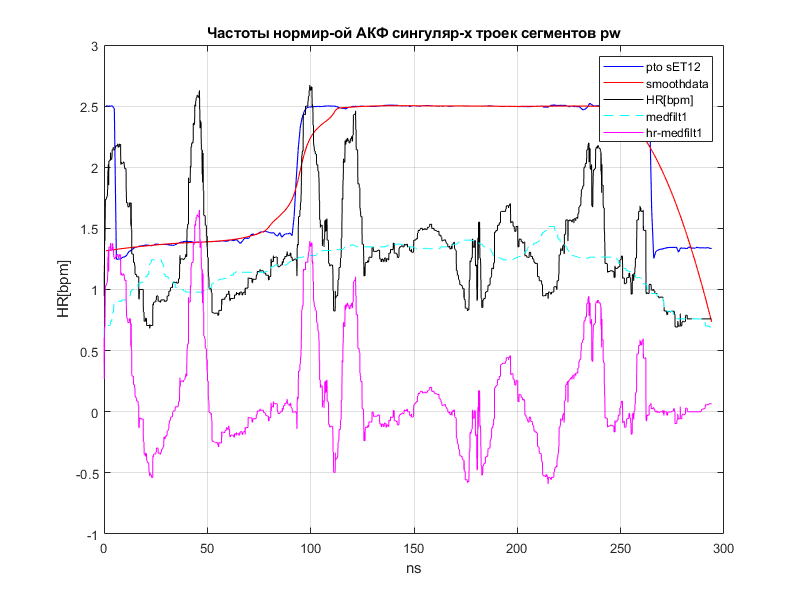 Частоты нормир-ой АКФ сингуляр-х троек сегментов pw
3
2.5
2
1.5
1
0.5
0
-0.5
-1
HR[bpm]
pto sET12
smoothdata
HR[bpm]
medfilt1
hr-medfilt1
0 50 100 150 200 250 300
ns